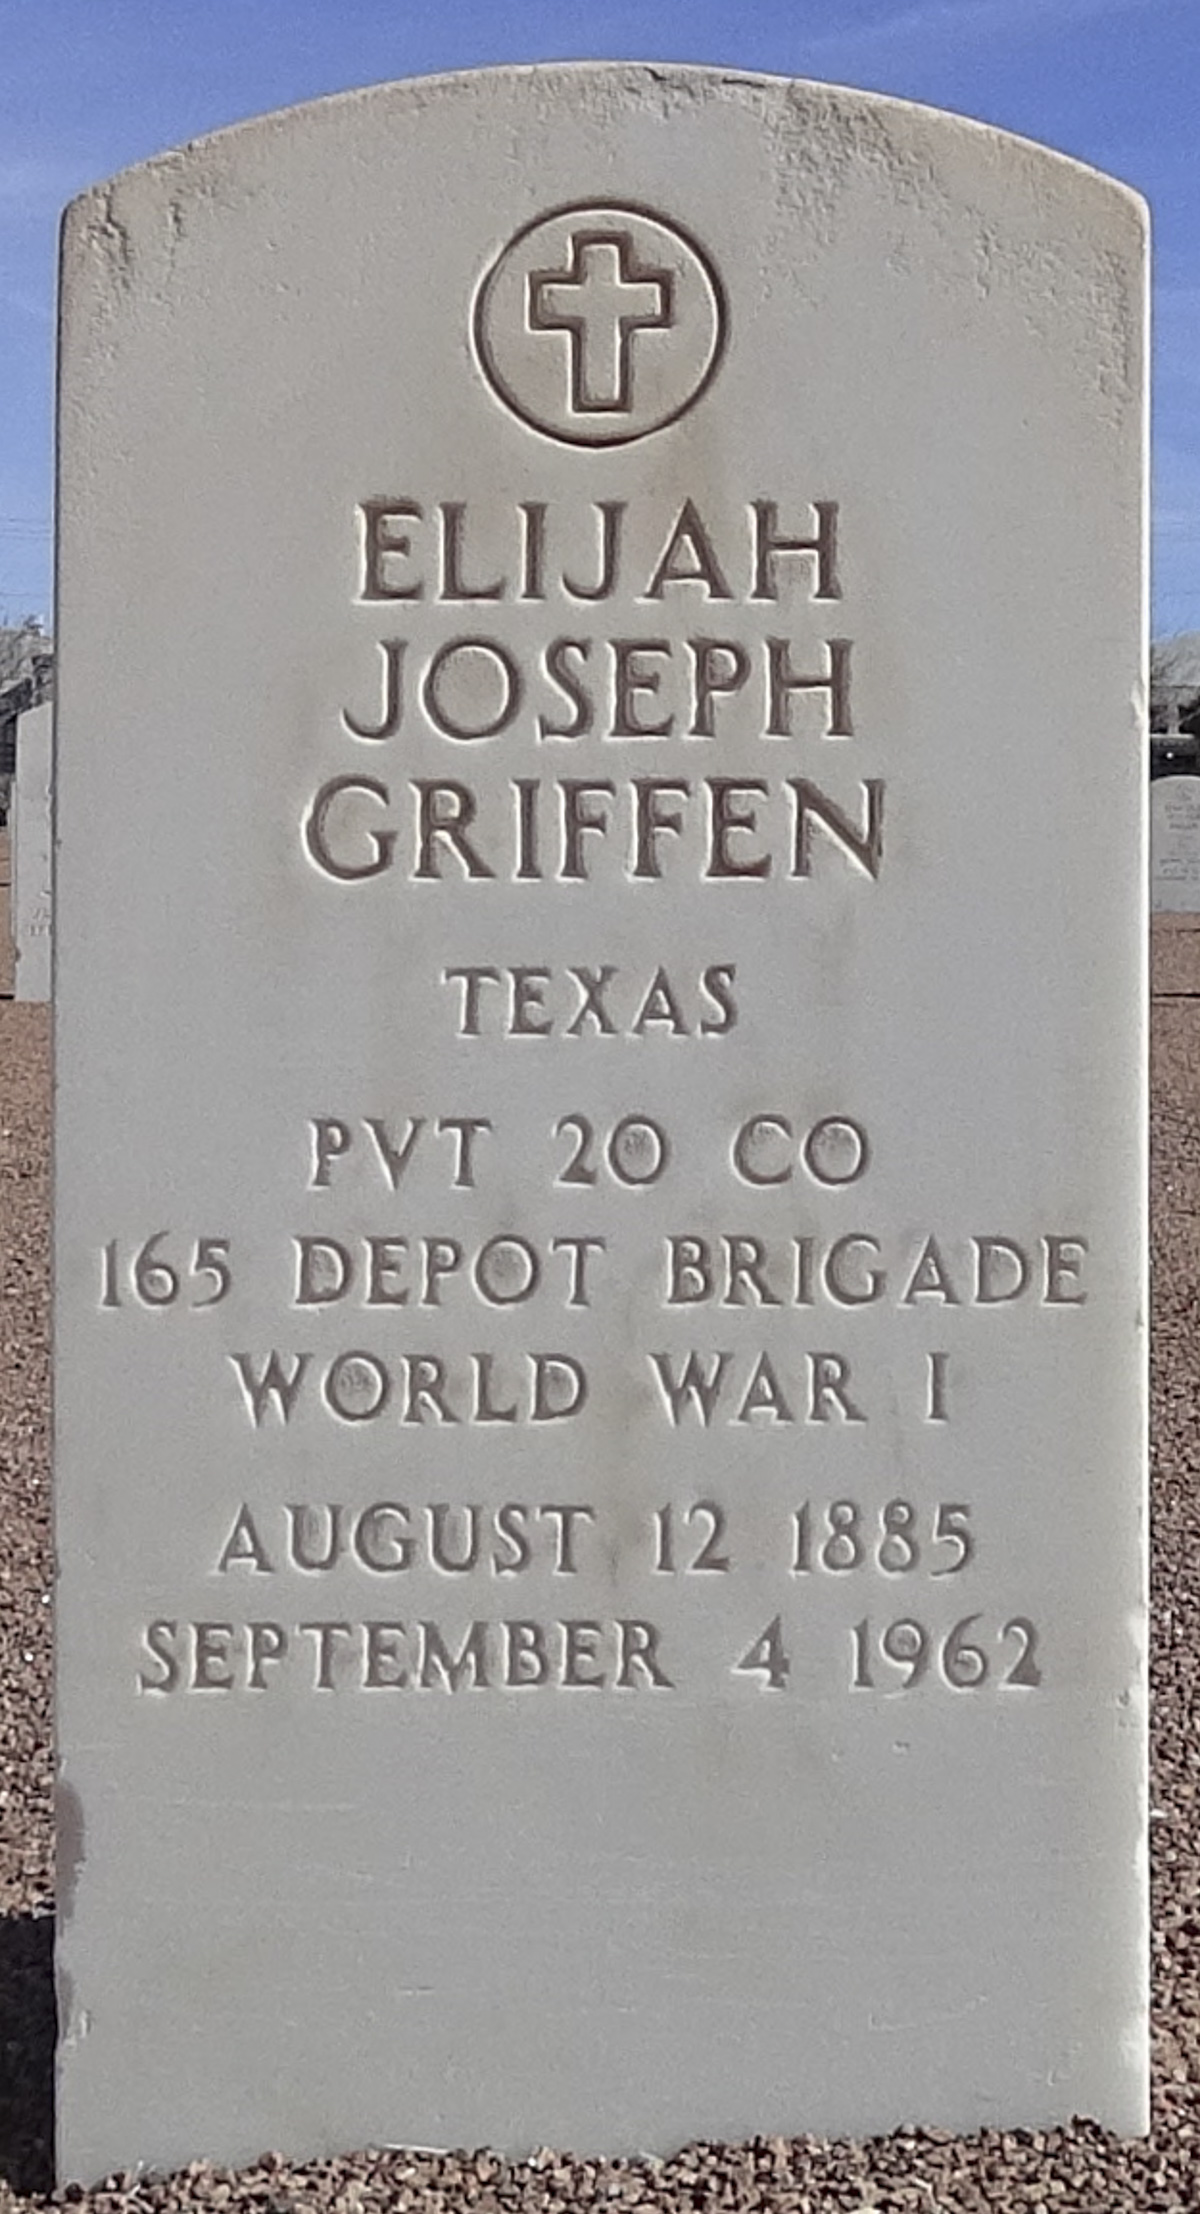 ELIJAH
JOSEPH
GRIFFEN
TEXAS
PVT 20 CO
165 DEPOT BRIGADE
WORLD WAR I
AUGUST 12 1885
SEPTEMBER 4 1962